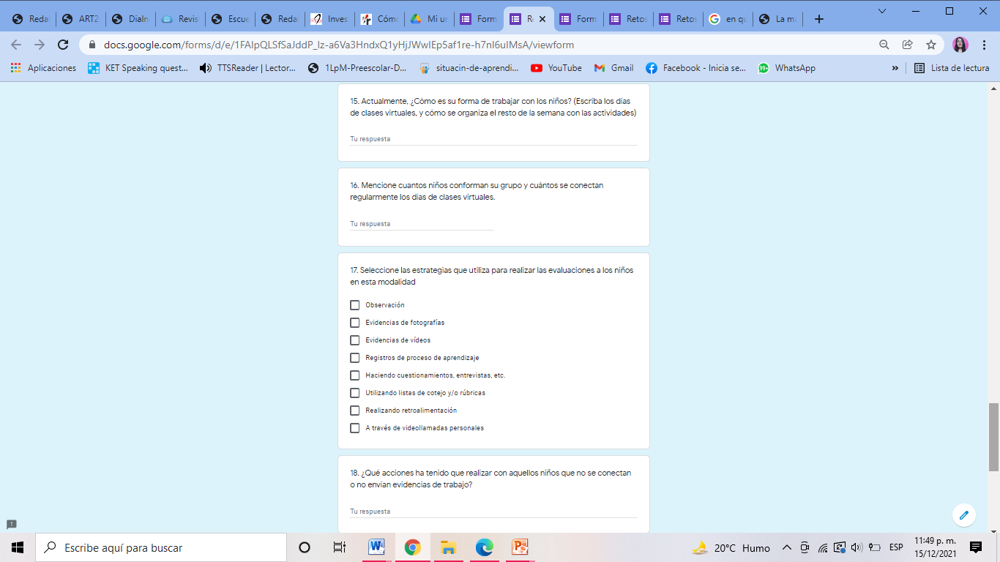 Reda
ART2
Dialn
Revis
Escue
Reda
Inves
Cómo
Mi un
Form
Re
Form
Retos
Retos
en qu
La ma
docs.google.com/forms/d/e/1FAIpQLSfSaJddP_lz-a6Va3HndxQ1yHjJWwIEp5af1re-h7nI6uIMsA/viewform
Aplicaciones
KET Speaking quest...
TTSReader | Lector...
1LpM-Preescolar-D...
situacin-de-aprendi...
YouTube
Gmail
Facebook - Inicia se...
99+
WhatsApp
»
Lista de lectura
15. Actualmente, ¿Cómo es su forma de trabajar con los niños? (Escriba los días
de clases virtuales, y cómo se organiza el resto de la semana con las actividades)
Tu respuesta
16. Mencione cuantos niños conforman su grupo y cuántos se conectan
regularmente los días de clases virtuales.
Tu respuesta
17. Seleccione las estrategias que utiliza para realizar las evaluaciones a los niños
en esta modalidad
Observación
Evidencias de fotografías
Evidencias de vídeos
Registros de proceso de aprendizaje
Haciendo cuestionamientos, entrevistas, etc.
Utilizando listas de cotejo y/o rúbricas
Realizando retroalimentación
A través de videollamadas personales
18. ¿Qué acciones ha tenido que realizar con aquellos niños que no se conectan
o no envían evidencias de trabajo?
Tu respuesta
Escribe aquí para buscar
20°C Humo
ESP
11:49 p. m.
15/12/2021